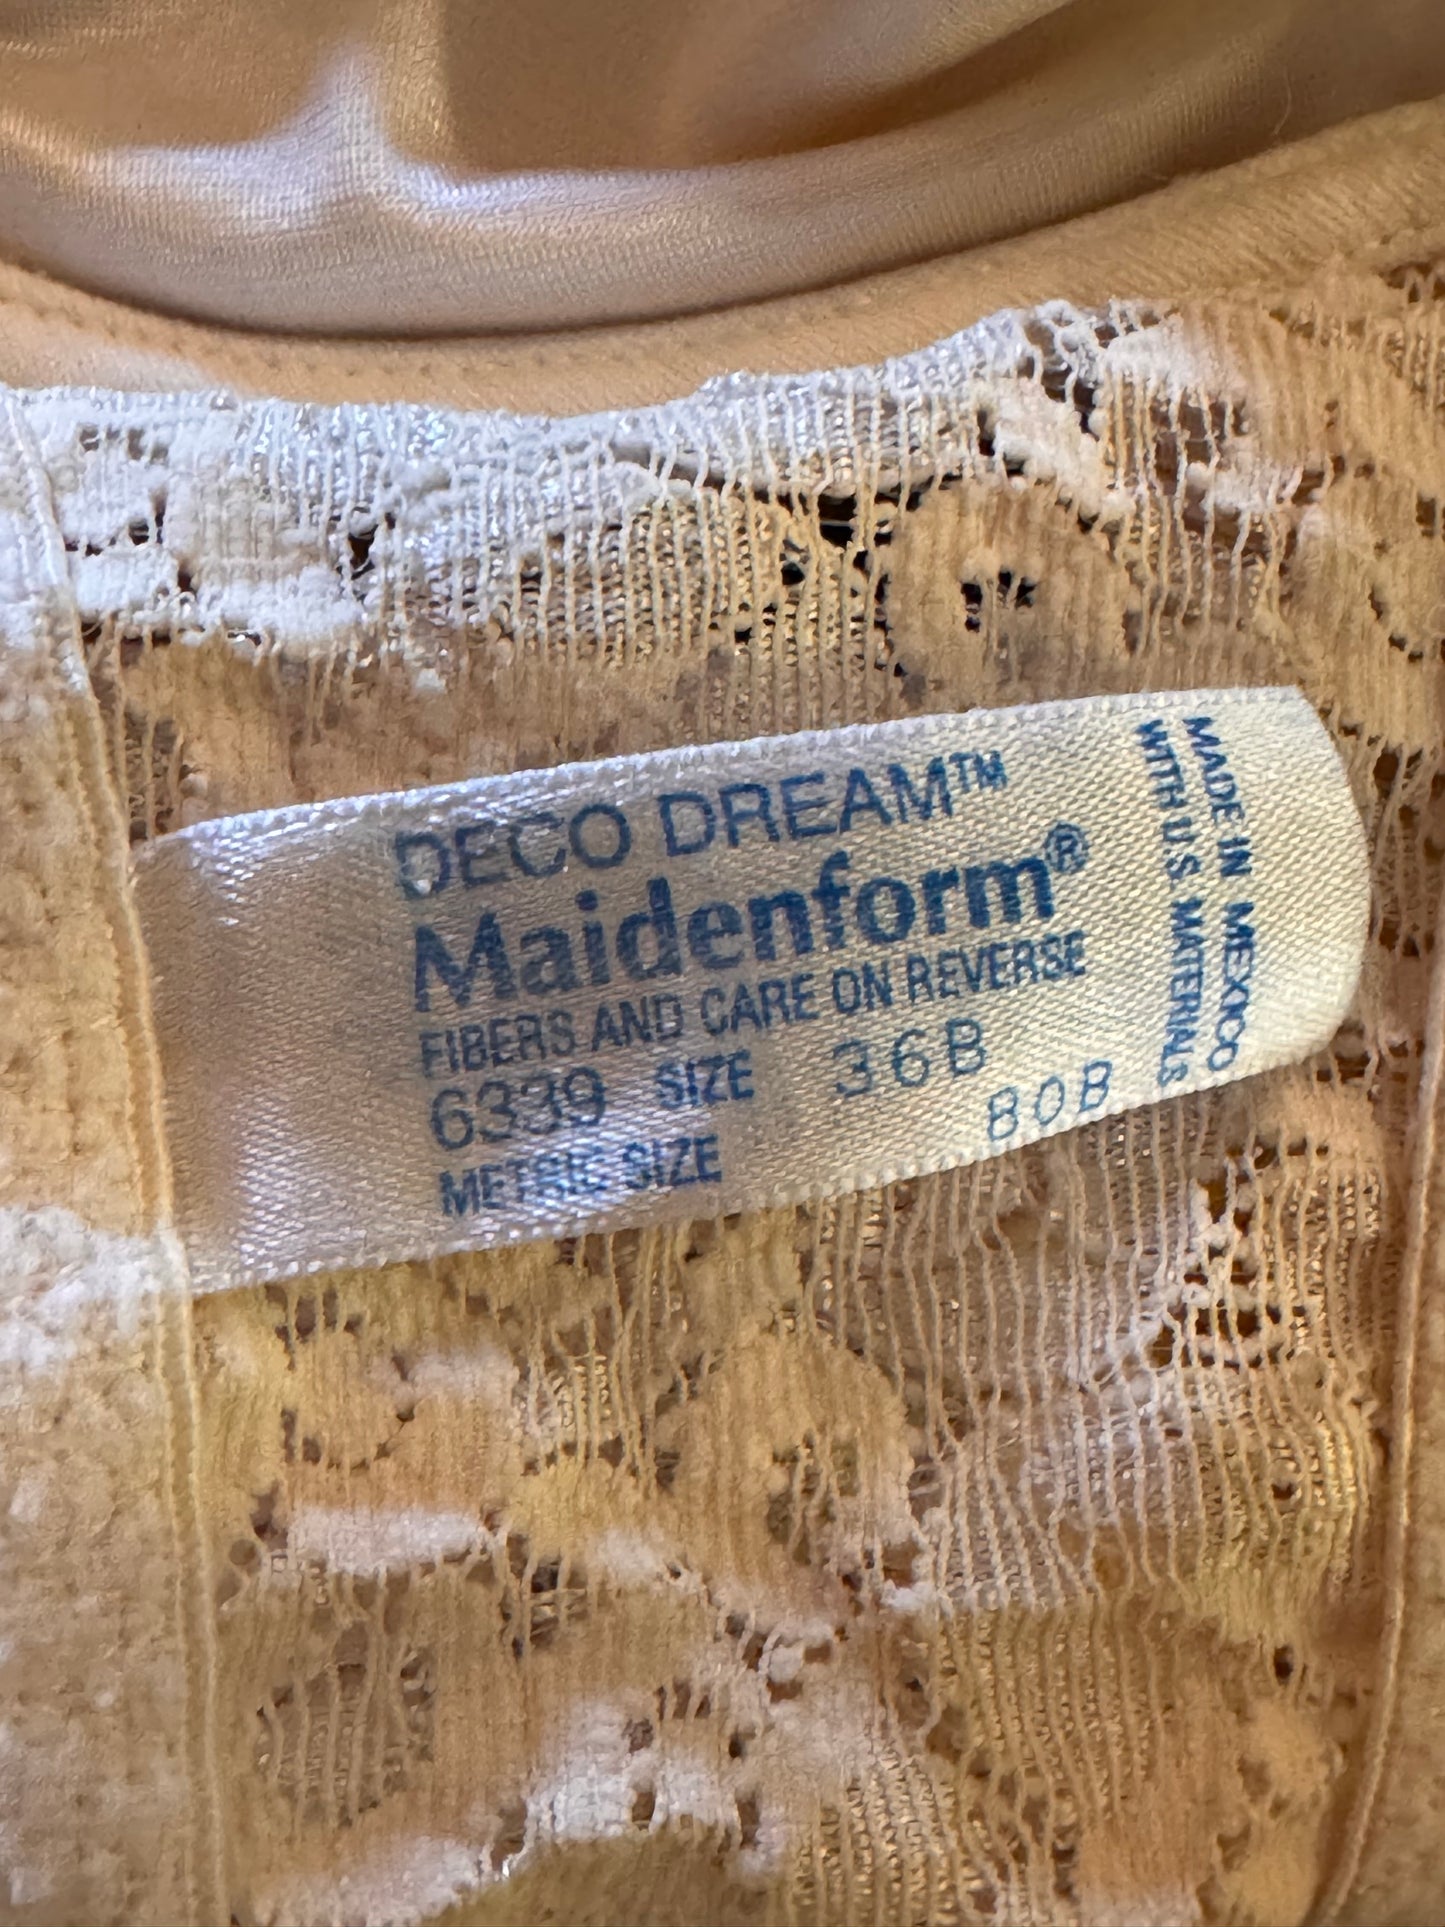 DECO DREAM™
Maidenform®
FIBERS AND CARE ON REVERSE
6339 SIZE 36B
METRIC SIZE 80B
MADE IN MEXICO
WITH U.S. MATERIALS